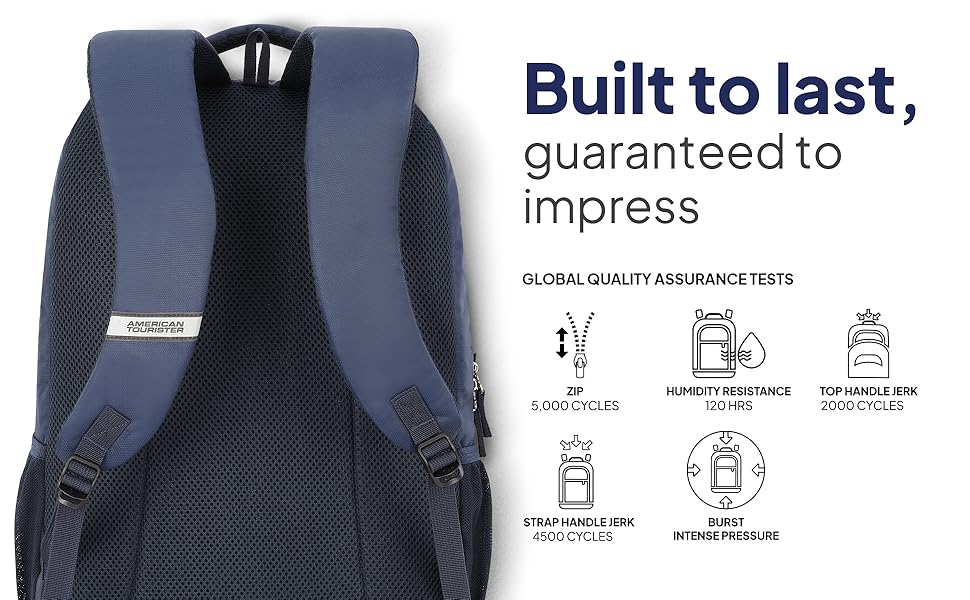 Built to last,
guaranteed to
impress
GLOBAL QUALITY ASSURANCE TESTS
ZIP
5,000 CYCLES
HUMIDITY RESISTANCE
120 HRS
TOP HANDLE JERK
2000 CYCLES
STRAP HANDLE JERK
4500 CYCLES
BURST
INTENSE PRESSURE
AMERICAN
TOURISTER